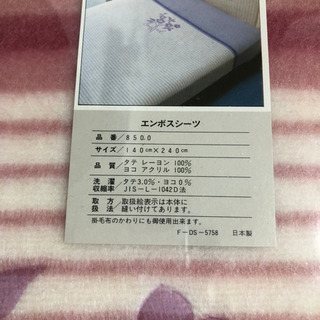 エンボスシーツ
品番 ●850.0
サイズ ●140cm×240cm
品質 ●タテ レーヨン 100%
ヨコ アクリル 100%
洗濯 ●タテ3.0%・ヨコ0%
収縮率 JIS-L-1042D法
取方 ●取扱絵表示は本体に
扱法 縫い付けてあります。
掛毛布のかわりにも御使用出来ます。
F-DS-5758 日本製